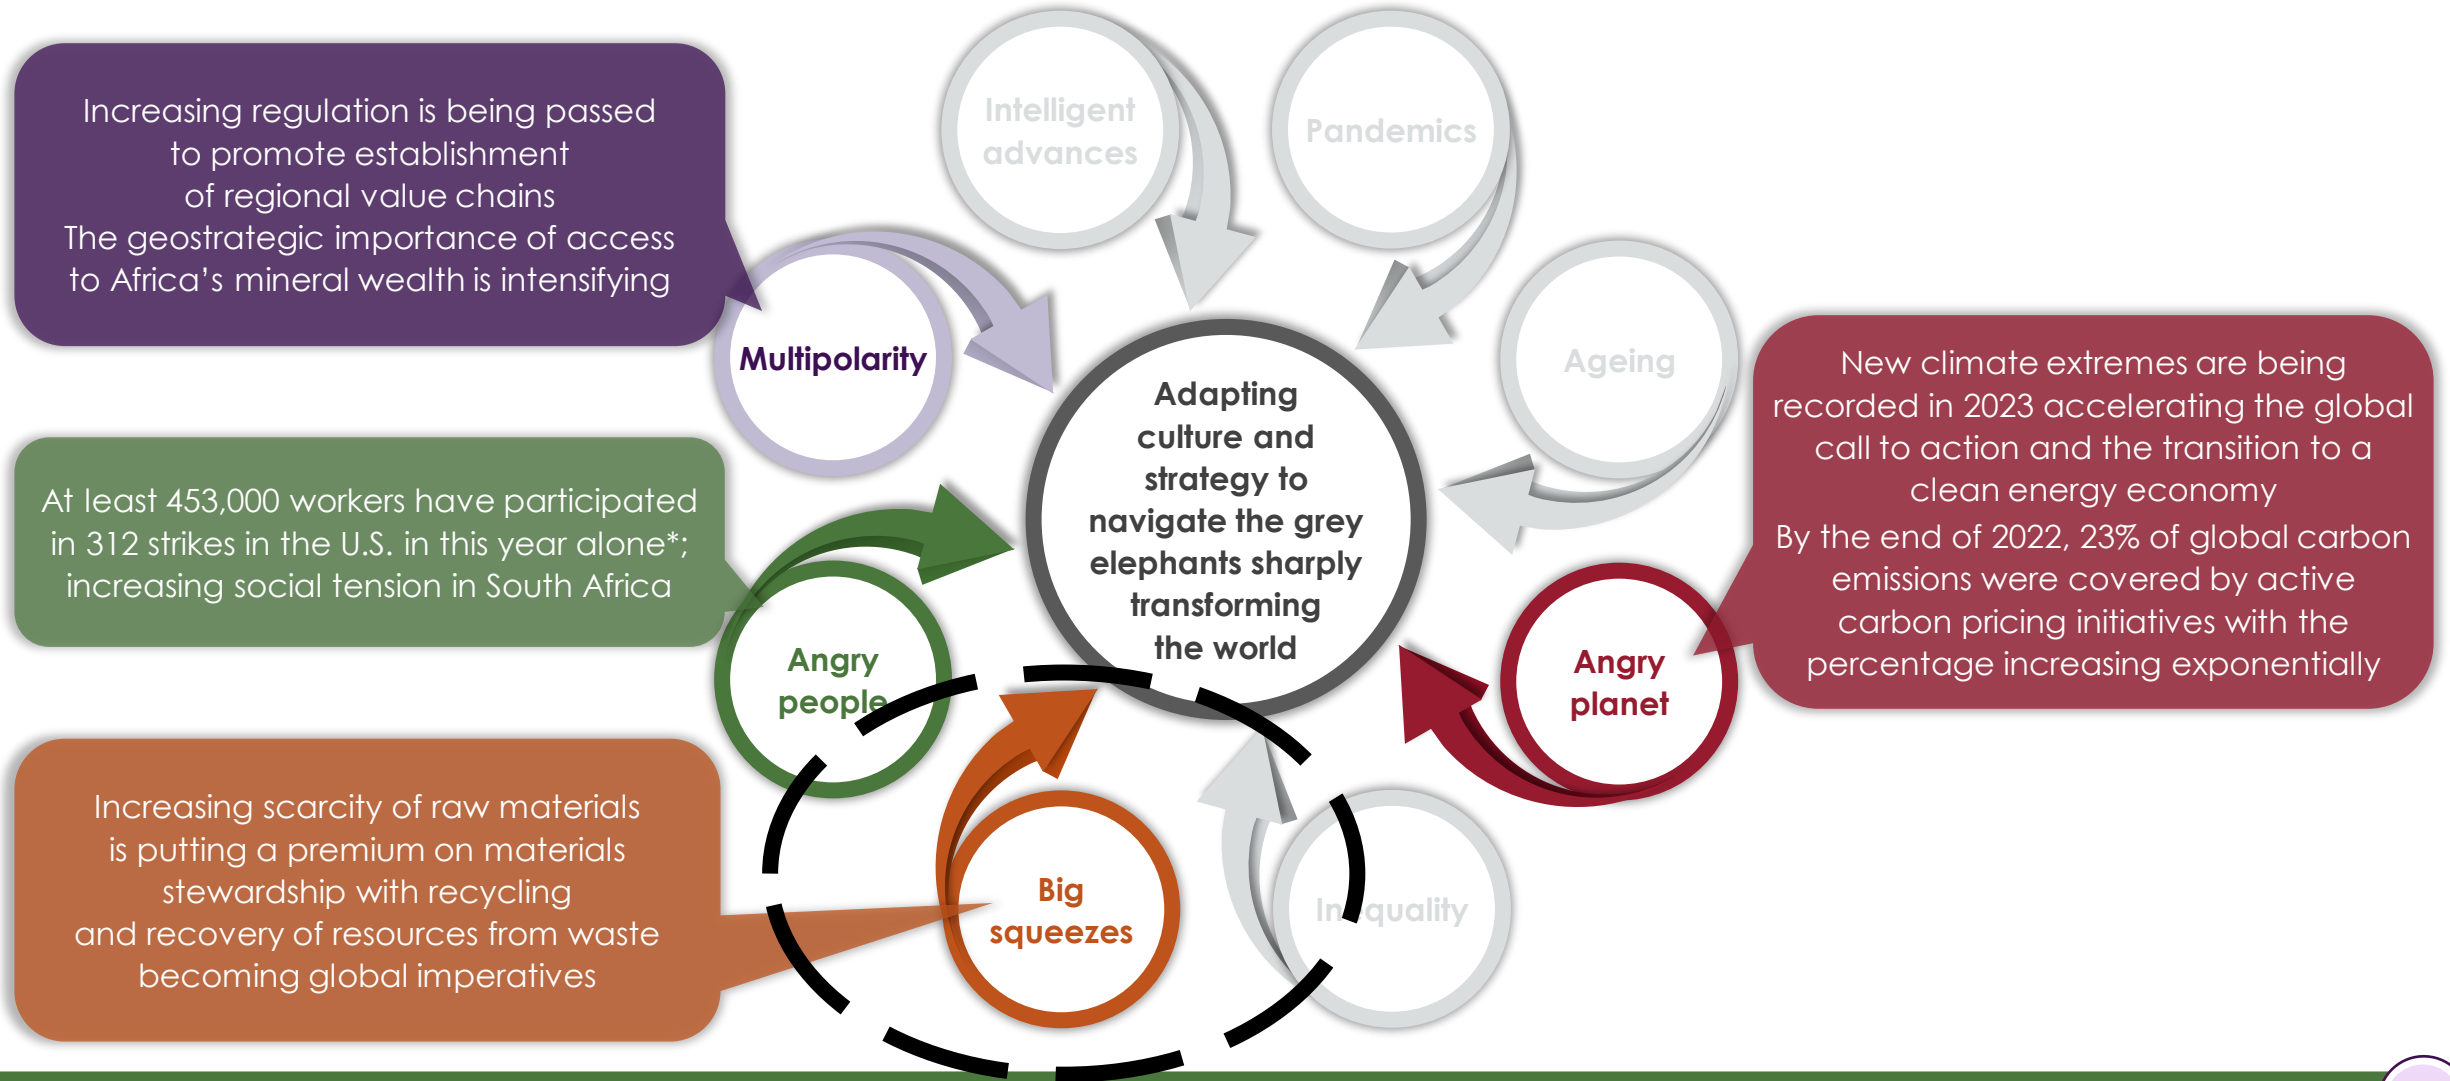 Increasing regulation is being passed
to promote establishment
of regional value chains
The geostrategic importance of access
to Africa's mineral wealth is intensifying
Intelligent
advances
Pandemics
Multipolarity
Ageing
Adapting
culture and
strategy to
navigate the grey
elephants sharply
transforming
the world
New climate extremes are being
recorded in 2023 accelerating the global
call to action and the transition to a
clean energy economy
By the end of 2022, 23% of global carbon
emissions were covered by active
carbon pricing initiatives with the
percentage increasing exponentially
At least 453,000 workers have participated
in 312 strikes in the U.S. in this year alone*;
increasing social tension in South Africa
Angry
people
Angry
planet
Increasing scarcity of raw materials
is putting a premium on materials
stewardship with recycling
and recovery of resources from waste
becoming global imperatives
Big
squeezes
Inequality